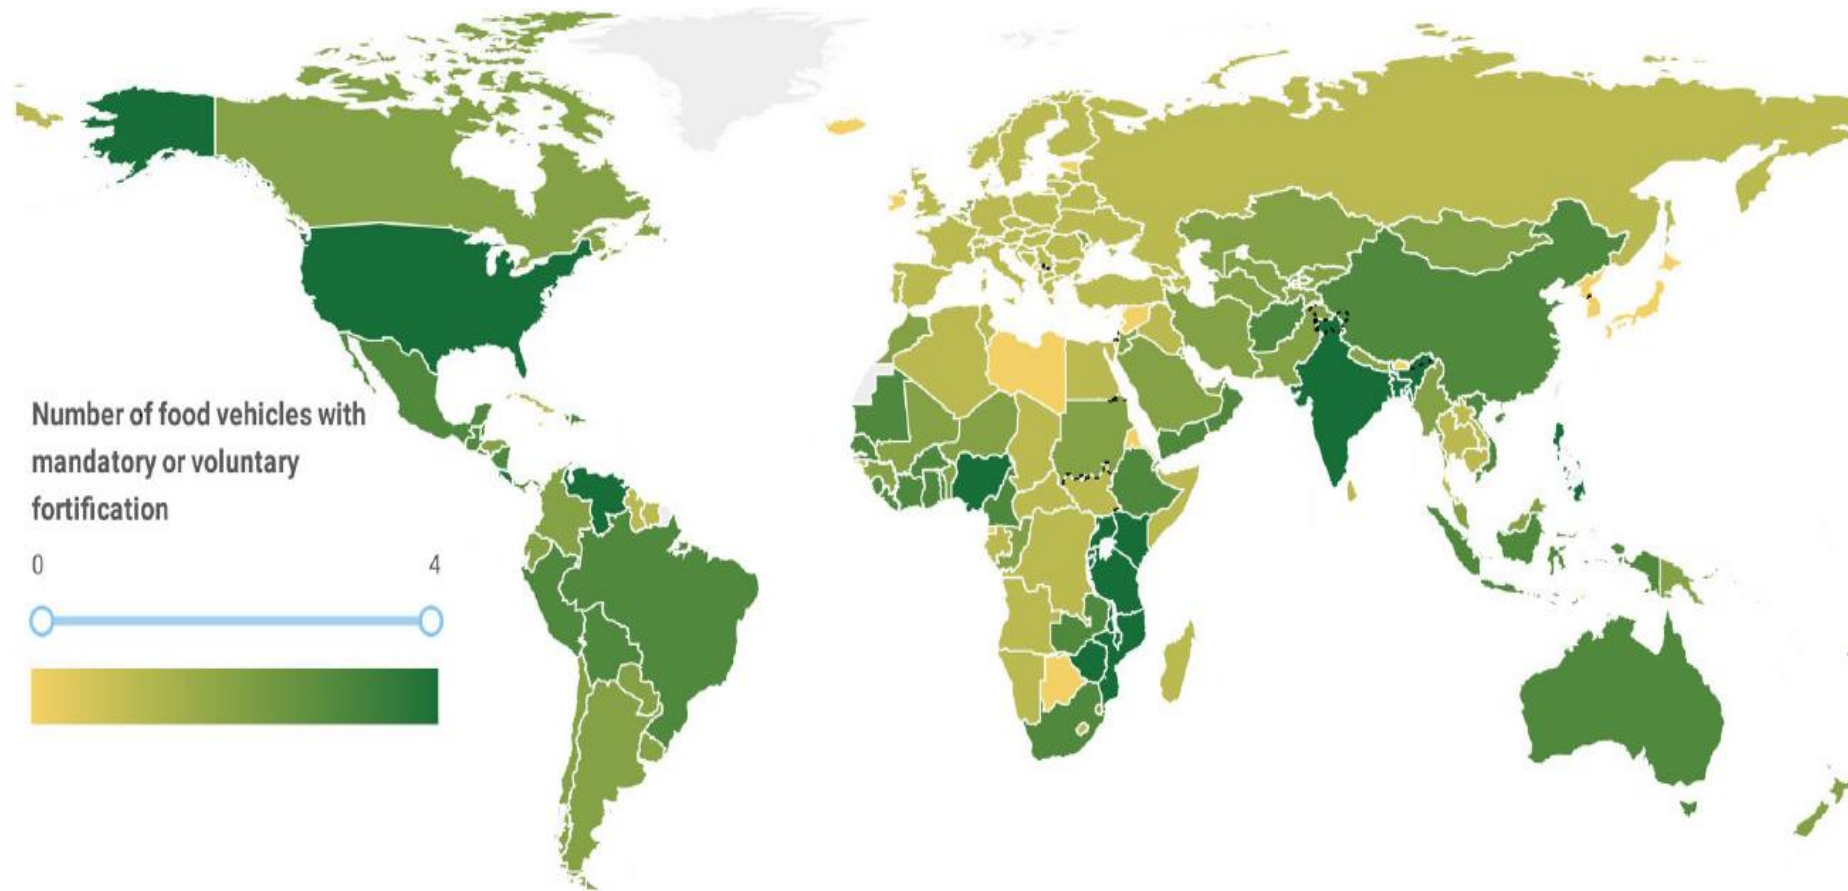 Number of food vehicles with
mandatory or voluntary
fortification
0 4